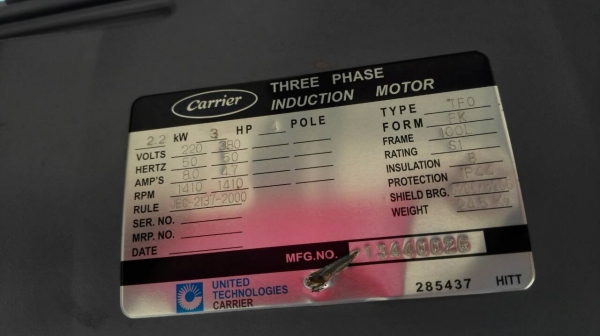 Carrier
THREE PHASE
INDUCTION MOTOR
2.2 kW 3 HP 4 POLE
VOLTS 220 380
HERTZ 50 50
AMP'S 8.0 4.7
RPM 1410 1410
RULE JEC-2137-2000
SER. NO.
MRP. NO.
DATE
TYPE TFO
FORM FK
FRAME 100L
RATING S1
INSULATION B
PROTECTION IP44
SHIELD BRG.
WEIGHT
MFG.NO.
UNITED
TECHNOLOGIES
CARRIER
285437 HITT